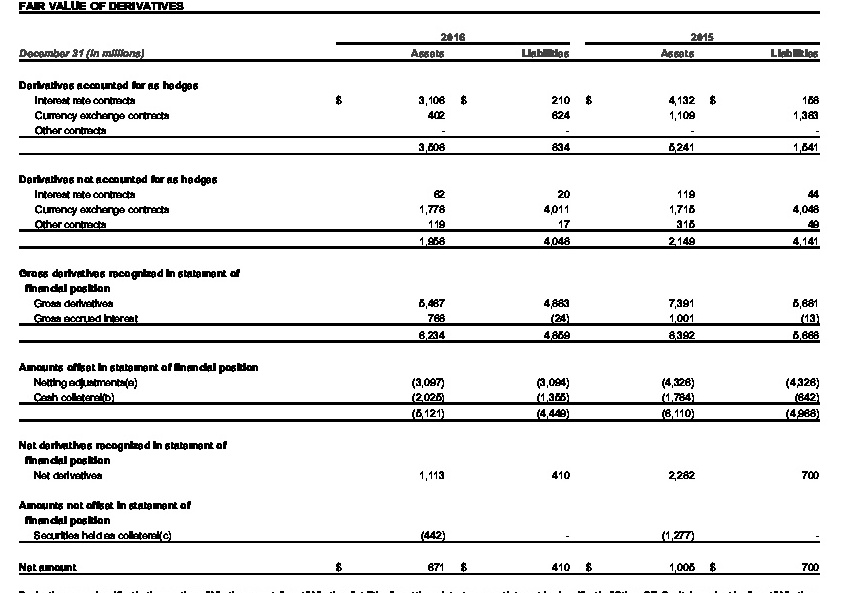 FAIR VALUE OF DERIVATIVES
2016 2015
December 31 (In millions) Assets Liabilities Assets Liabilities
Derivatives accounted for as hedges
Interest rate contracts $ 3,106 $ 210 $ 4,132 $ 158
Currency exchange contracts 402 624 1,109 1,383
Other contracts - - - -
3,508 834 5,241 1,541
Derivatives not accounted for as hedges
Interest rate contracts 62 20 119 44
Currency exchange contracts 1,778 4,011 1,715 4,048
Other contracts 119 17 315 49
1,958 4,048 2,149 4,141
Gross derivatives recognized in statement of
financial position
Gross derivatives 5,467 4,883 7,391 5,681
Gross accrued interest 768 (24) 1,001 (13)
6,234 4,859 8,392 5,668
Amounts offset in statement of financial position
Netting adjustments(a) (3,097) (3,094) (4,326) (4,326)
Cash collateral(b) (2,025) (1,355) (1,784) (642)
(5,121) (4,449) (6,110) (4,968)
Net derivatives recognized in statement of
financial position
Net derivatives 1,113 410 2,282 700
Amounts not offset in statement of
financial position
Securities held as collateral(c) (442) - (1,277) -
Net amount $ 671 $ 410 $ 1,005 $ 700